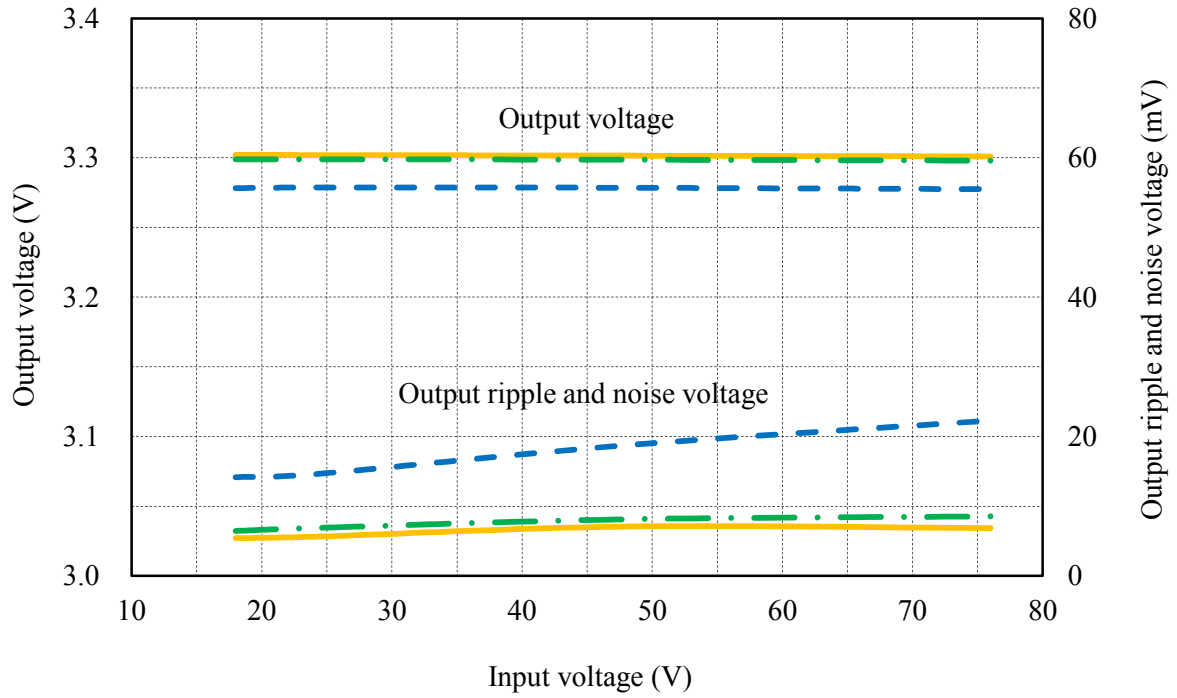 3.4
3.3
3.2
3.1
3.0
Output voltage (V)
80
60
40
20
0
Output ripple and noise voltage (mV)
Output voltage
Output ripple and noise voltage
10 20 30 40 50 60 70 80
Input voltage (V)